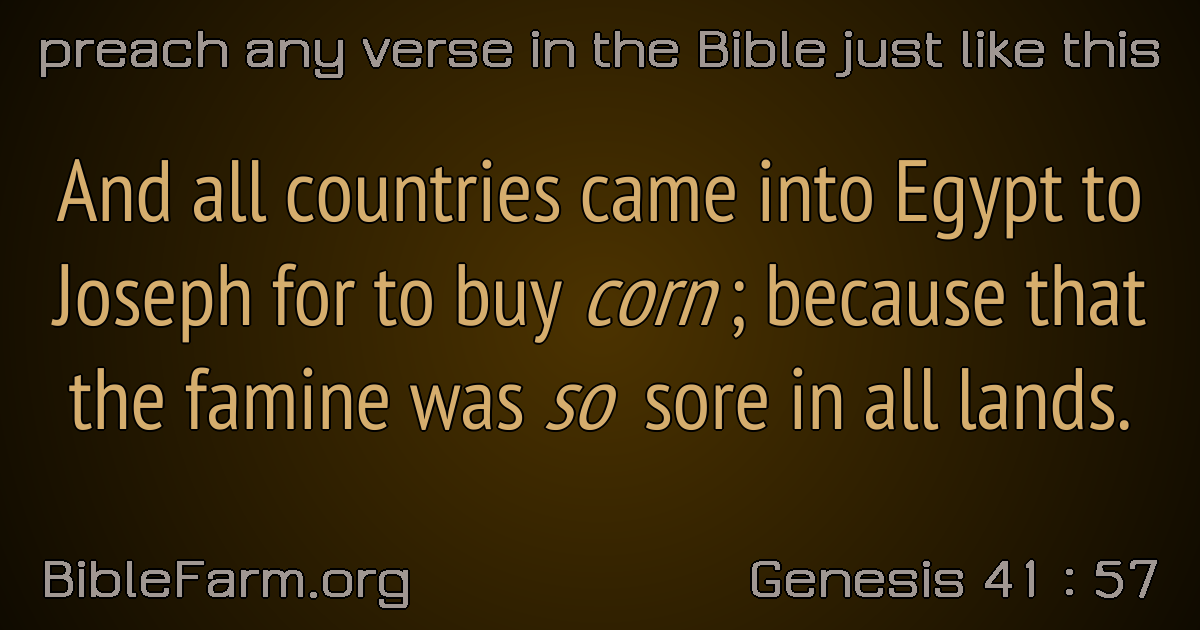 preach any verse in the Bible just like this
And all countries came into Egypt to
Joseph for to buy corn; because that
the famine was so sore in all lands.
BibleFarm.org
Genesis 41 : 57